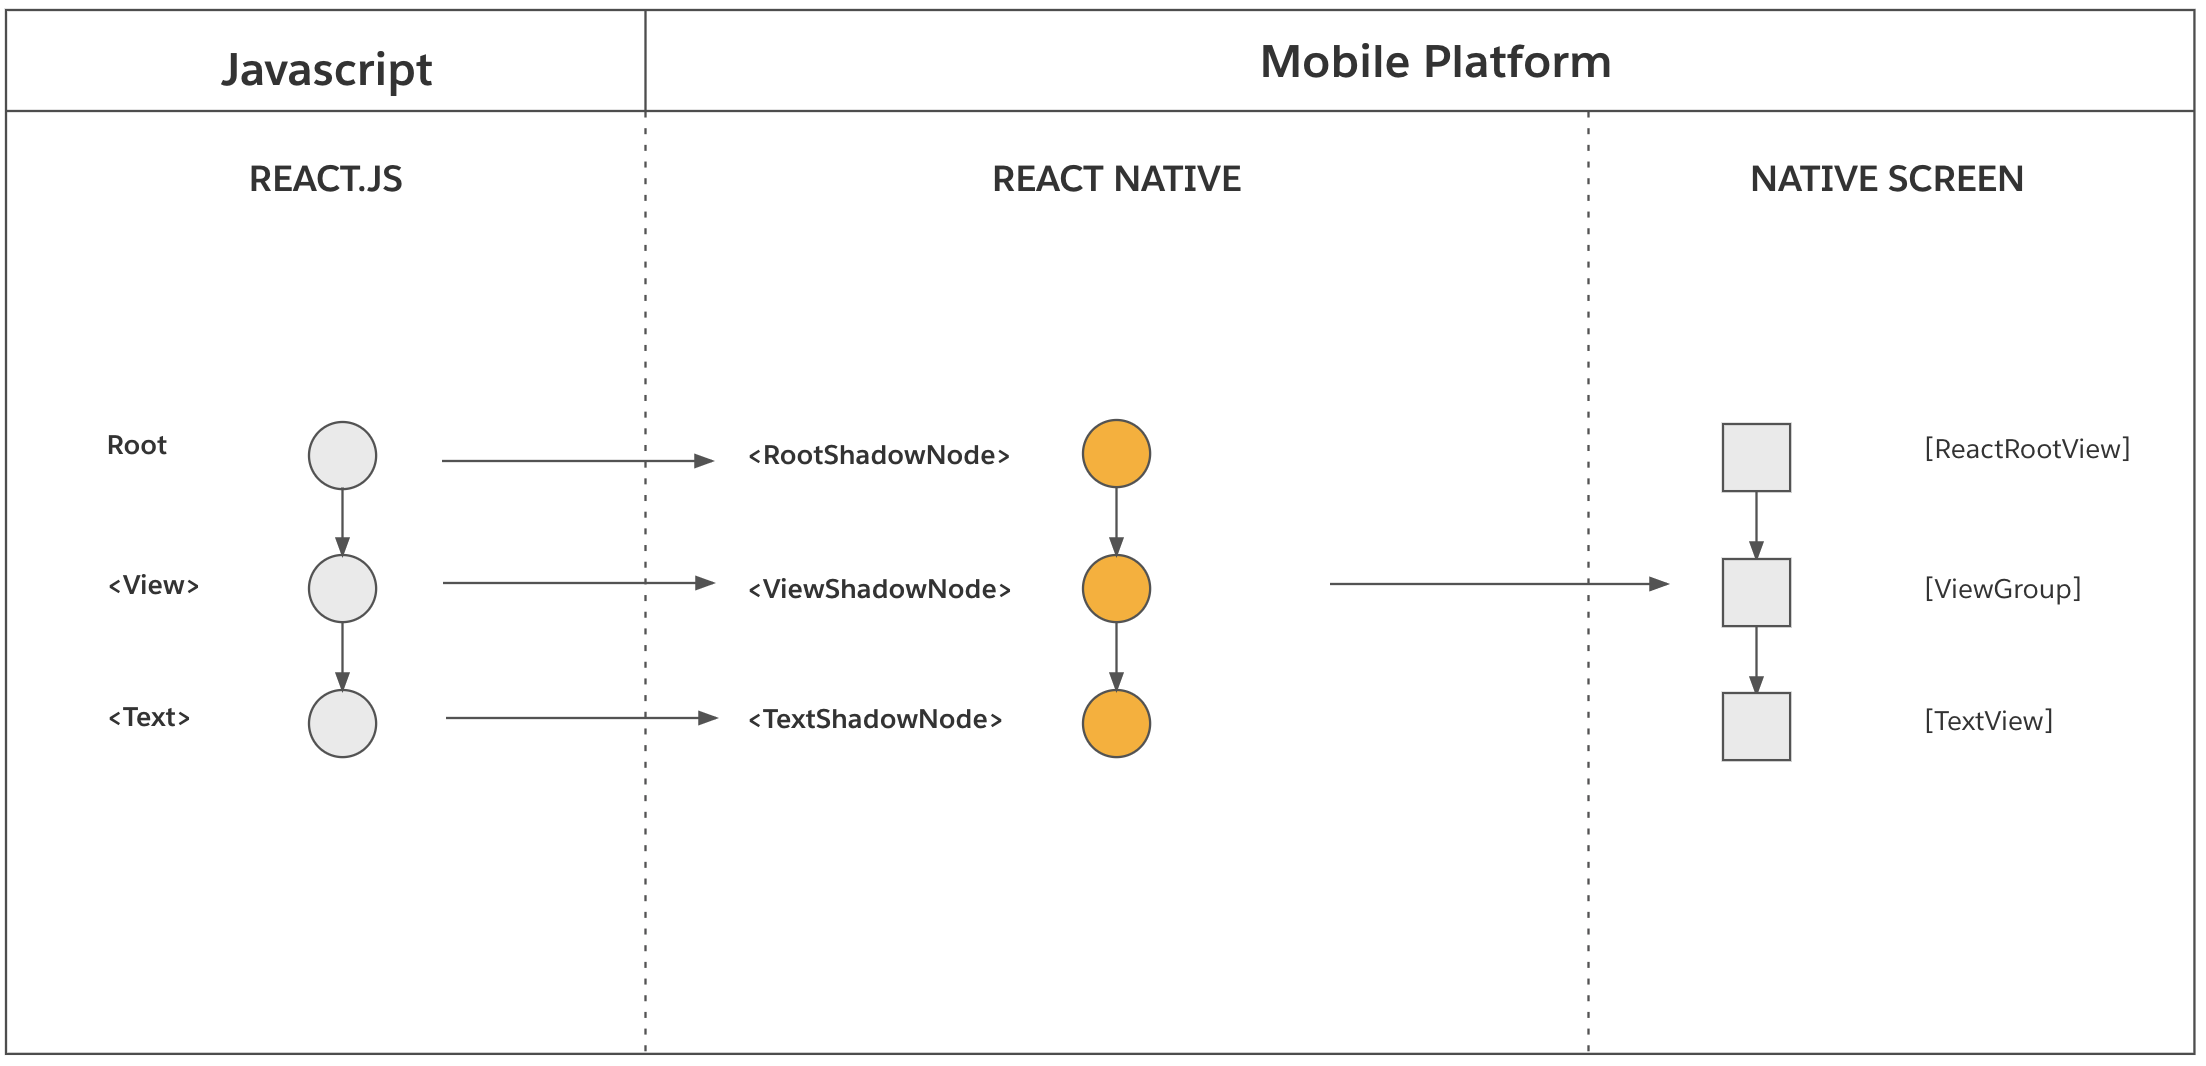 Javascript
Mobile Platform
REACT.JS
REACT NATIVE
NATIVE SCREEN
Root
<RootShadowNode>
[ReactRootView]
<View>
<ViewShadowNode>
[ViewGroup]
<Text>
<TextShadowNode>
[TextView]